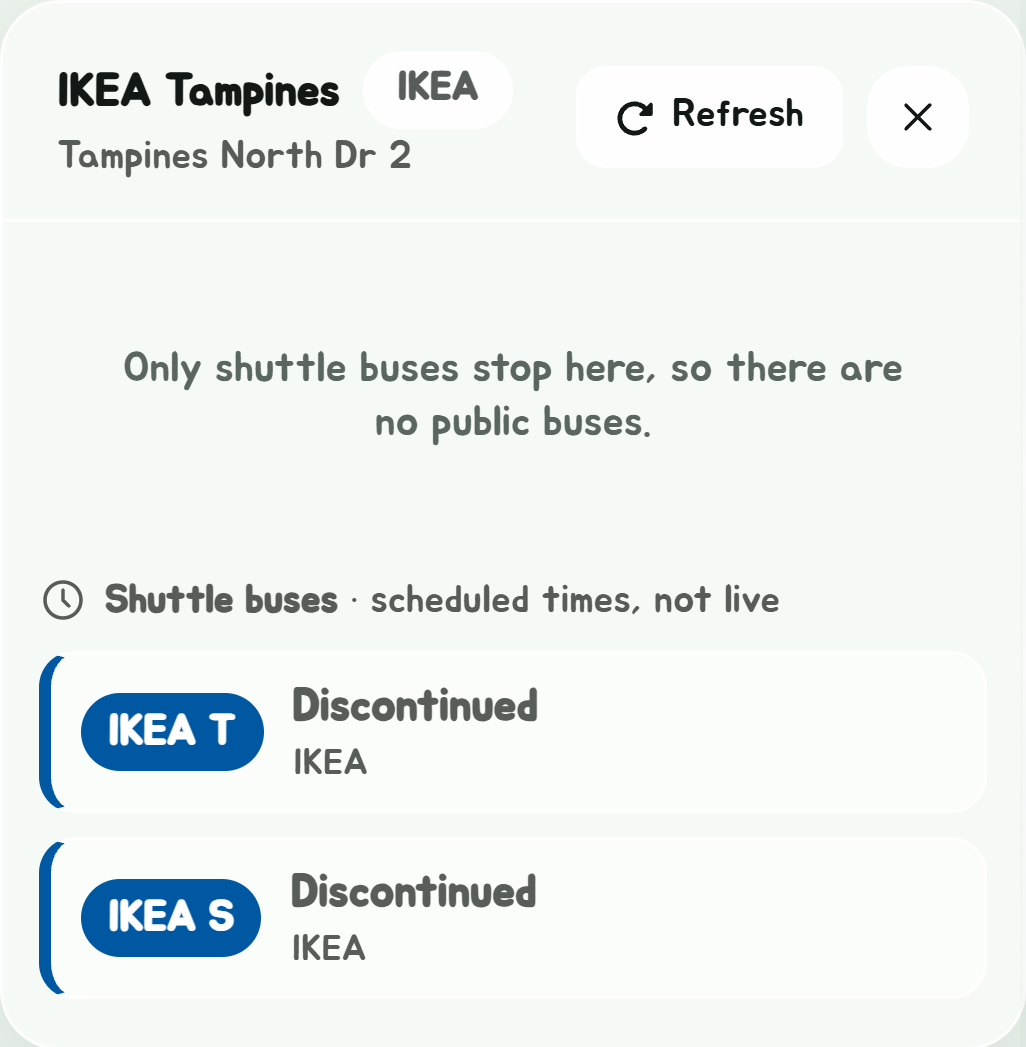 IKEA Tampines
IKEA
Tampines North Dr 2
Refresh
Only shuttle buses stop here, so there are
no public buses.
Shuttle buses · scheduled times, not live
IKEA T
Discontinued
IKEA
IKEA S
Discontinued
IKEA